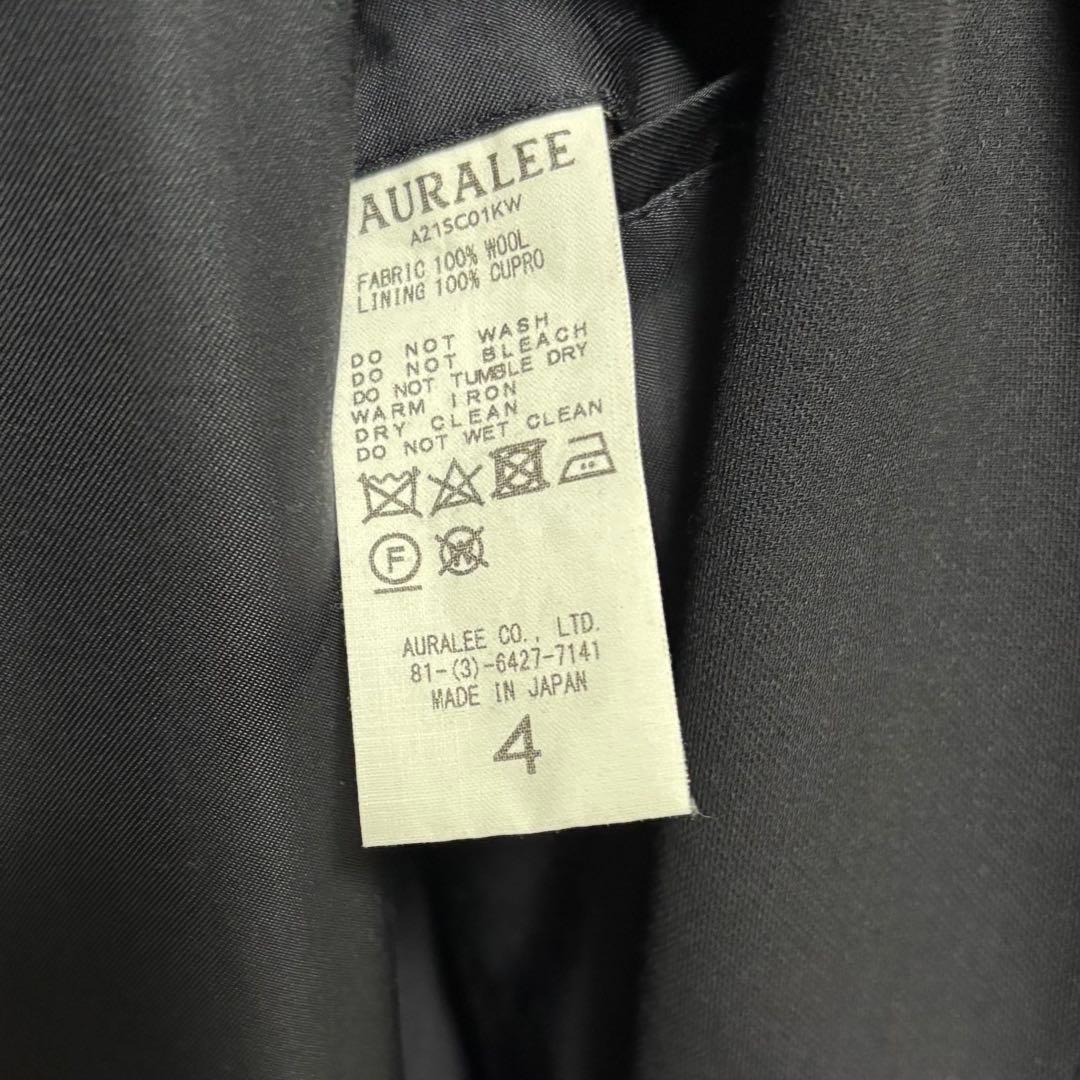 AURALEE
A21SC01KW
FABRIC 100% WOOL
LINING 100% CUPRO
DO NOT WASH
DO NOT BLEACH
DO NOT TUMBLE DRY
WARM IRON
DRY CLEAN
DO NOT WET CLEAN
F W
AURALEE CO., LTD.
81-(3)-6427-7141
MADE IN JAPAN
4